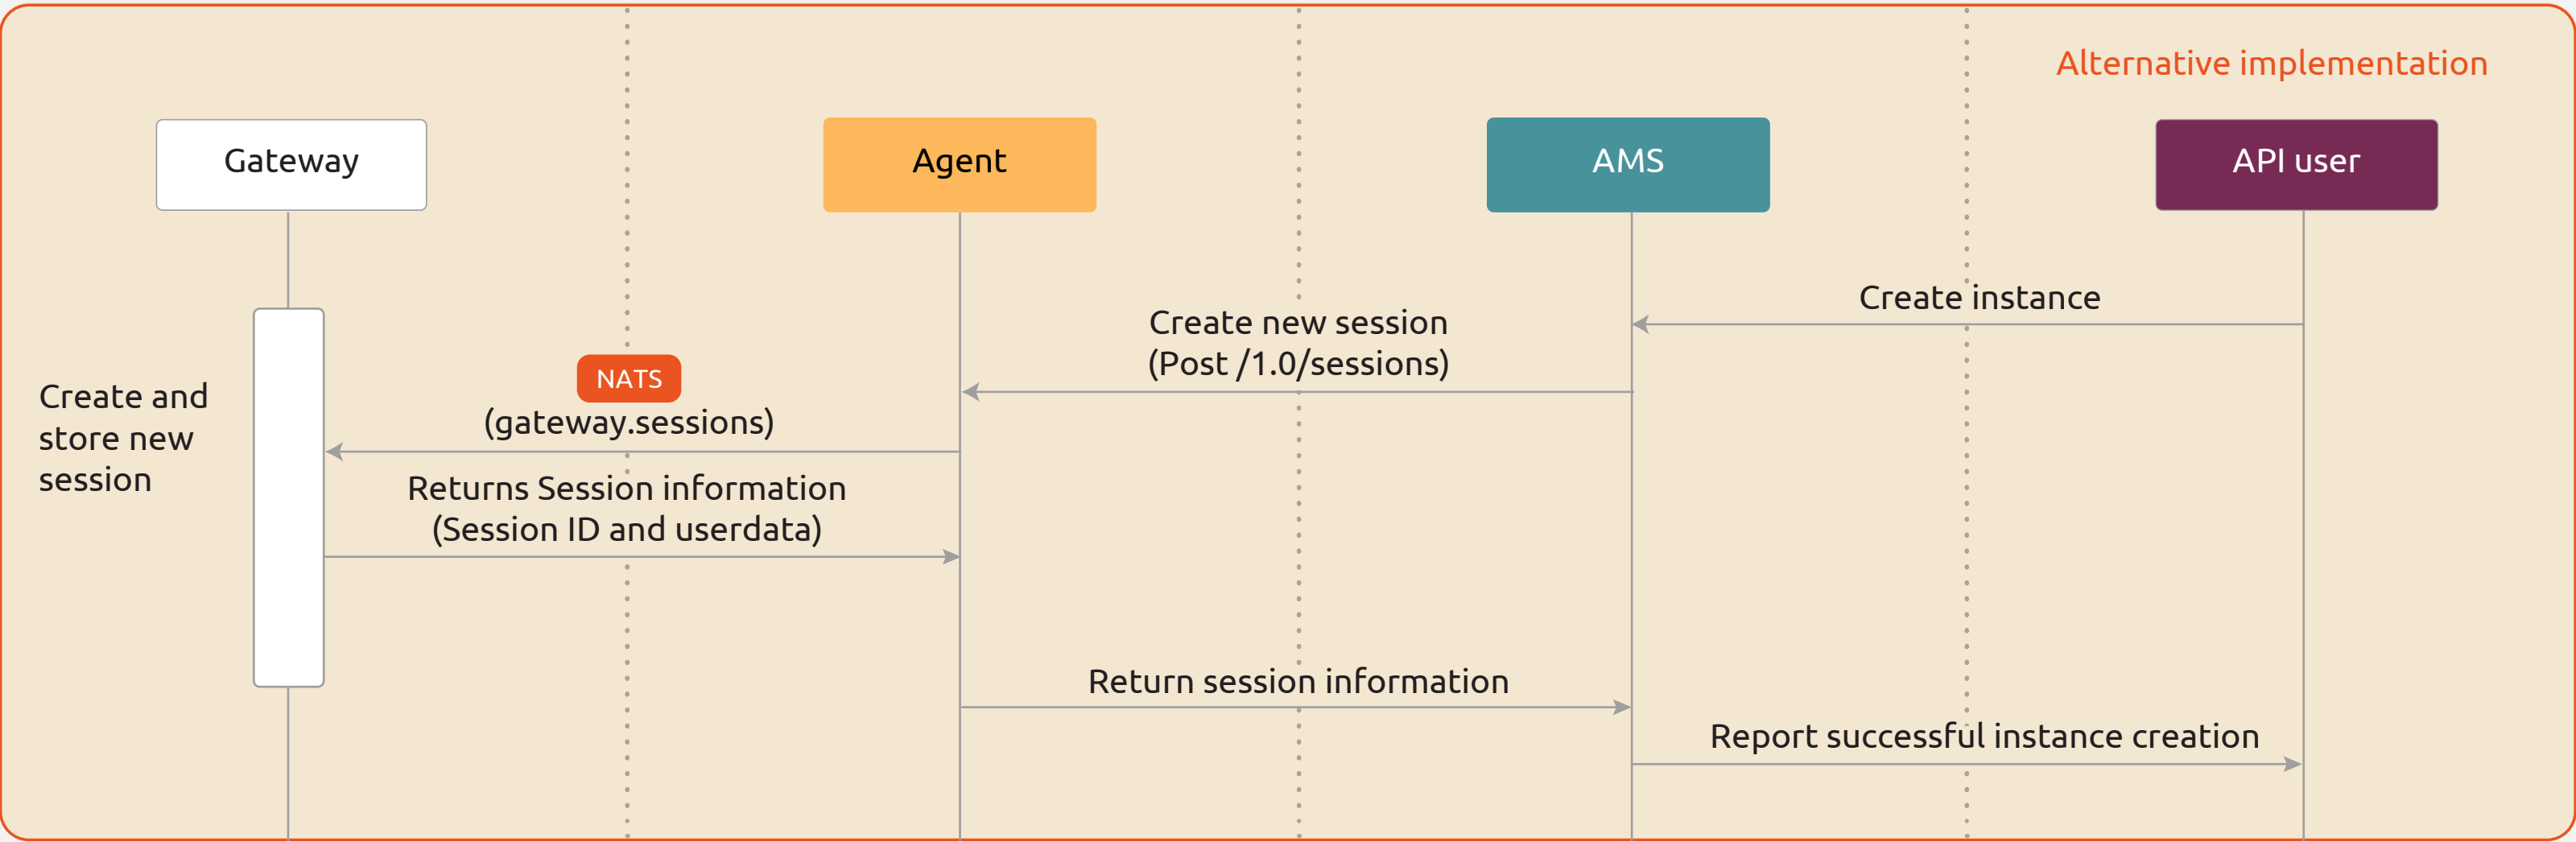 Alternative implementation
Gateway
Agent
AMS
API user
Create instance
Create new session
(Post /1.0/sessions)
NATS
(gateway.sessions)
Create and
store new
session
Returns Session information
(Session ID and userdata)
Return session information
Report successful instance creation